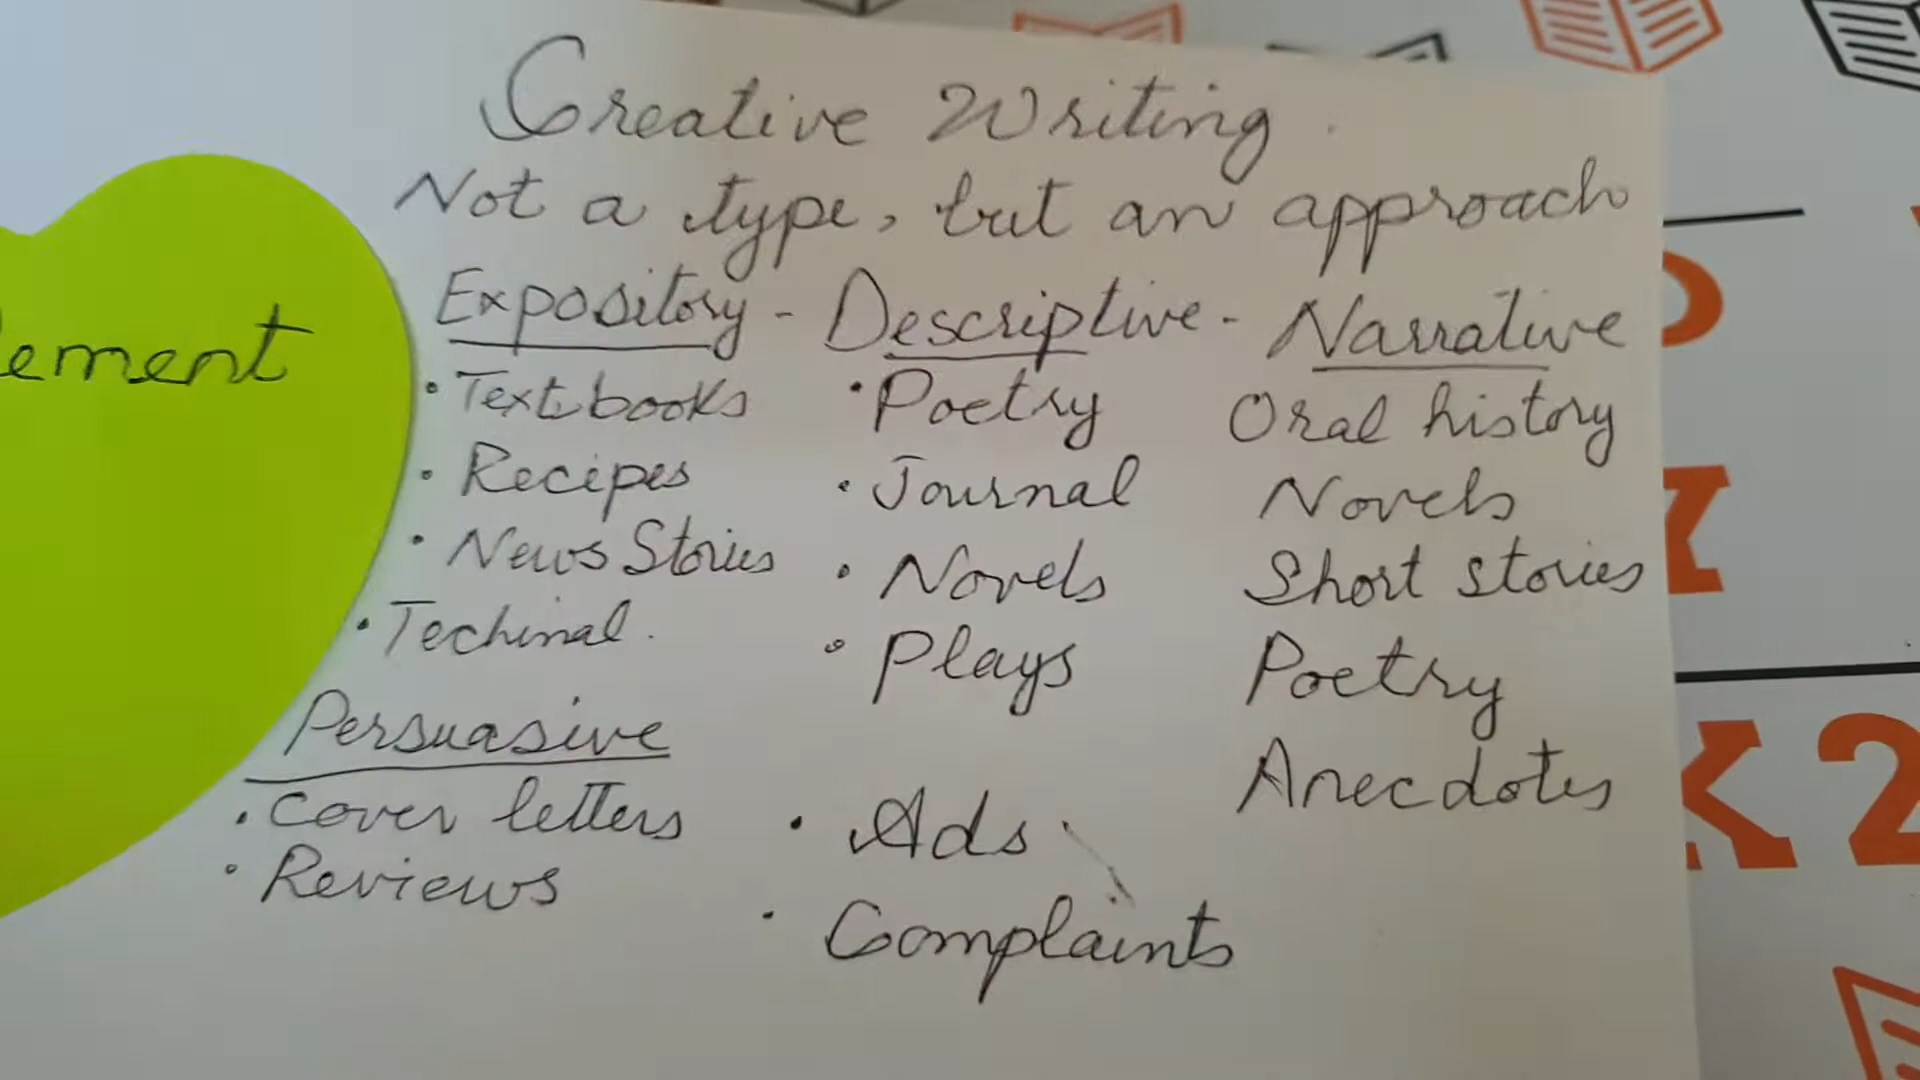 Creative Writing
Not a type, but an approach
Expository - Descriptive - Narrative
• Textbooks
• Recipes
• News Stories
• Techinal.
• Poetry
• Journal
• Novels
• Plays
Oral history
Novels
Short stories
Poetry
Anecdotes
Persuasive
• Cover letters
• Reviews
• Ads
• Complaints
ement
K2